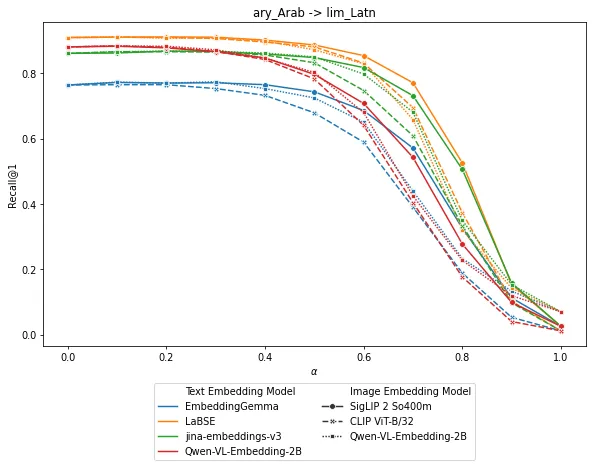 ary_Arab -> lim_Latn
Recall@1
0.8
0.6
0.4
0.2
0.0
0.0 0.2 0.4 0.6 0.8 1.0
α
Text Embedding Model Image Embedding Model
EmbeddingGemma SigLIP 2 So400m
LaBSE CLIP ViT-B/32
jina-embeddings-v3 Qwen-VL-Embedding-2B
Qwen-VL-Embedding-2B